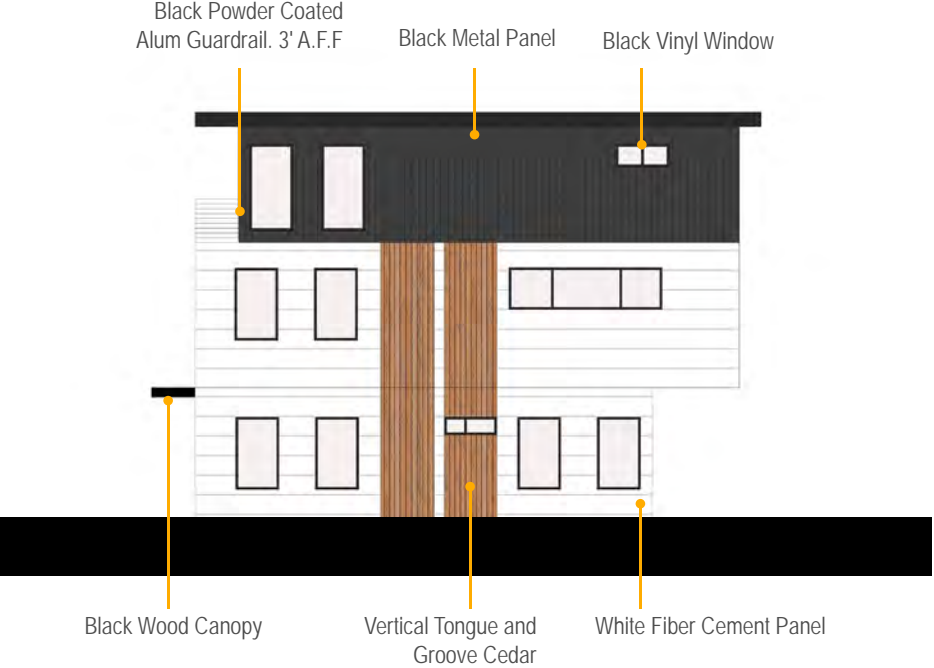 Black Powder Coated
Alum Guardrail. 3' A.F.F
Black Metal Panel
Black Vinyl Window
Black Wood Canopy
Vertical Tongue and
Groove Cedar
White Fiber Cement Panel